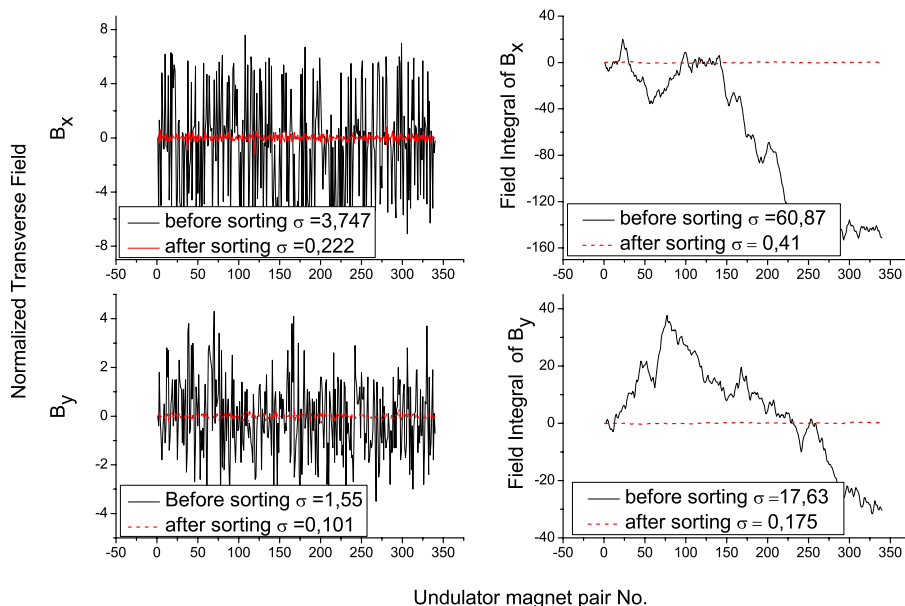 Normalized Transverse Field
B_x
8
4
0
-4
-8
-50 0 50 100 150 200 250 300 350
before sorting σ =3,747
after sorting σ =0,222
Field Integral of B_x
40
0
-40
-80
-120
-160
-50 0 50 100 150 200 250 300 350
before sorting σ =60,87
after sorting σ = 0,41
B_y
4
2
0
-2
-4
-50 0 50 100 150 200 250 300 350
Before sorting σ =1,55
after sorting σ =0,101
Field Integral of B_y
40
20
0
-20
-40
-50 0 50 100 150 200 250 300 350
before sorting σ =17,63
after sorting σ = 0,175
Undulator magnet pair No.